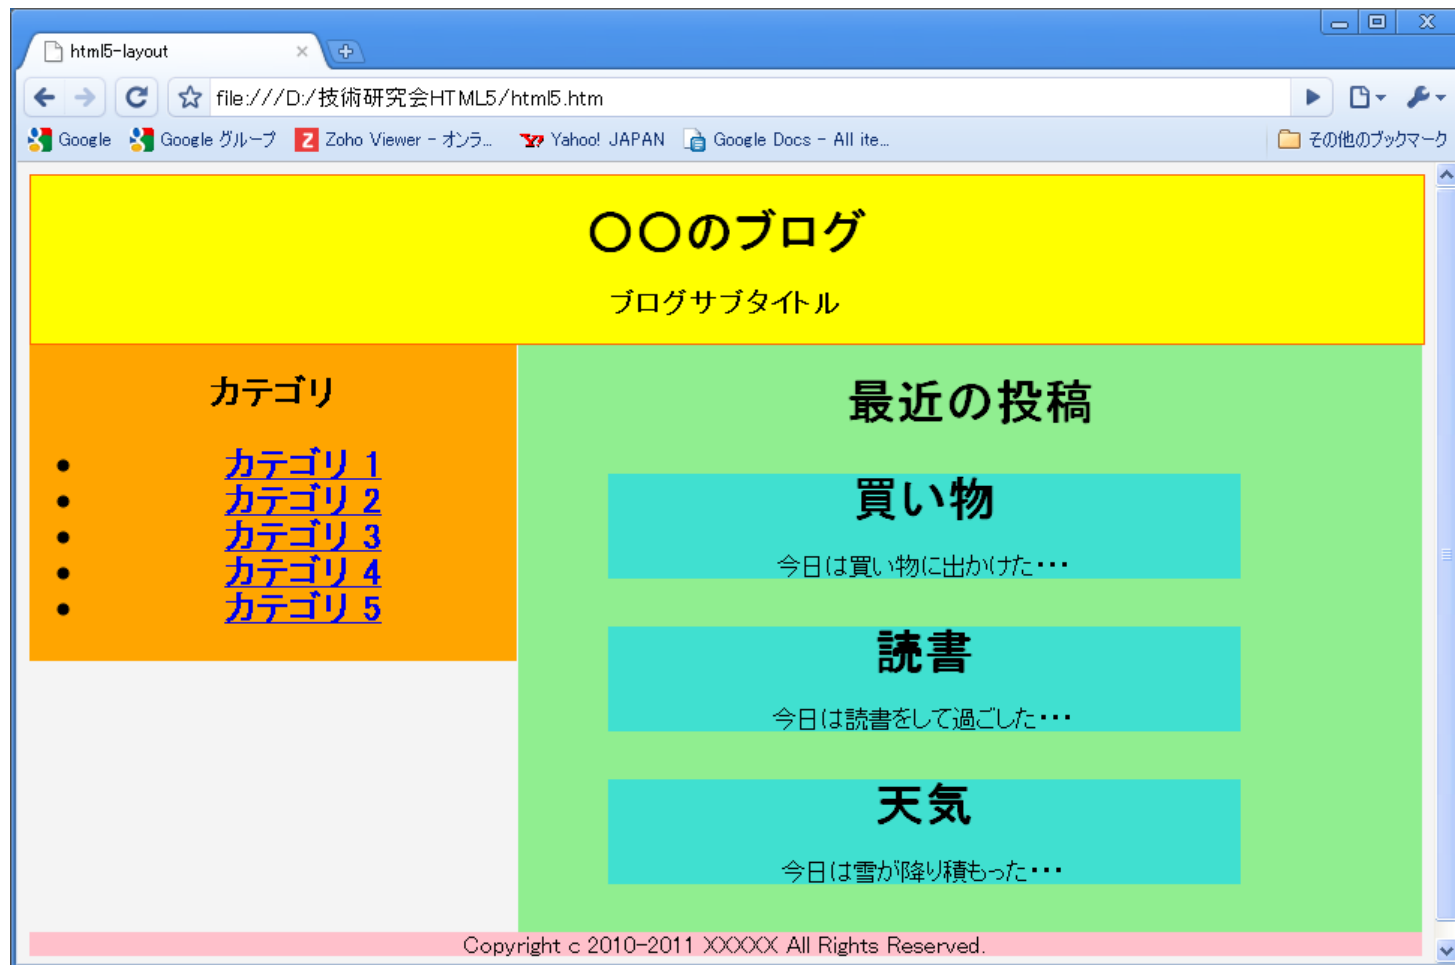 html5-layout
file:///D:/技術研究会HTML5/html5.htm
Google Google グループ Zoho Viewer - オンラ... Yahoo! JAPAN Google Docs - All ite... その他のブックマーク
〇〇のブログ
ブログサブタイトル
カテゴリ
カテゴリ 1
カテゴリ 2
カテゴリ 3
カテゴリ 4
カテゴリ 5
最近の投稿
買い物
今日は買い物に出かけた・・・
読書
今日は読書をして過ごした・・・
天気
今日は雪が降り積もった・・・
Copyright c 2010-2011 XXXXX All Rights Reserved.